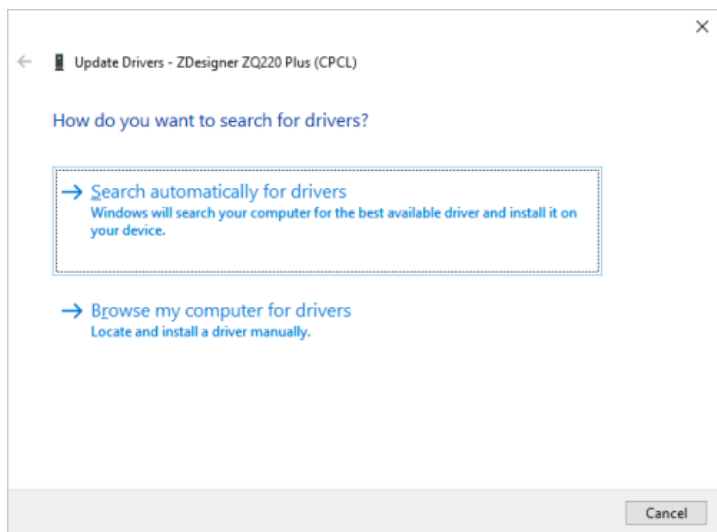 Update Drivers - ZDesigner ZQ220 Plus (CPCL)
How do you want to search for drivers?
Search automatically for drivers
Windows will search your computer for the best available driver and install it on
your device.
Browse my computer for drivers
Locate and install a driver manually.
Cancel